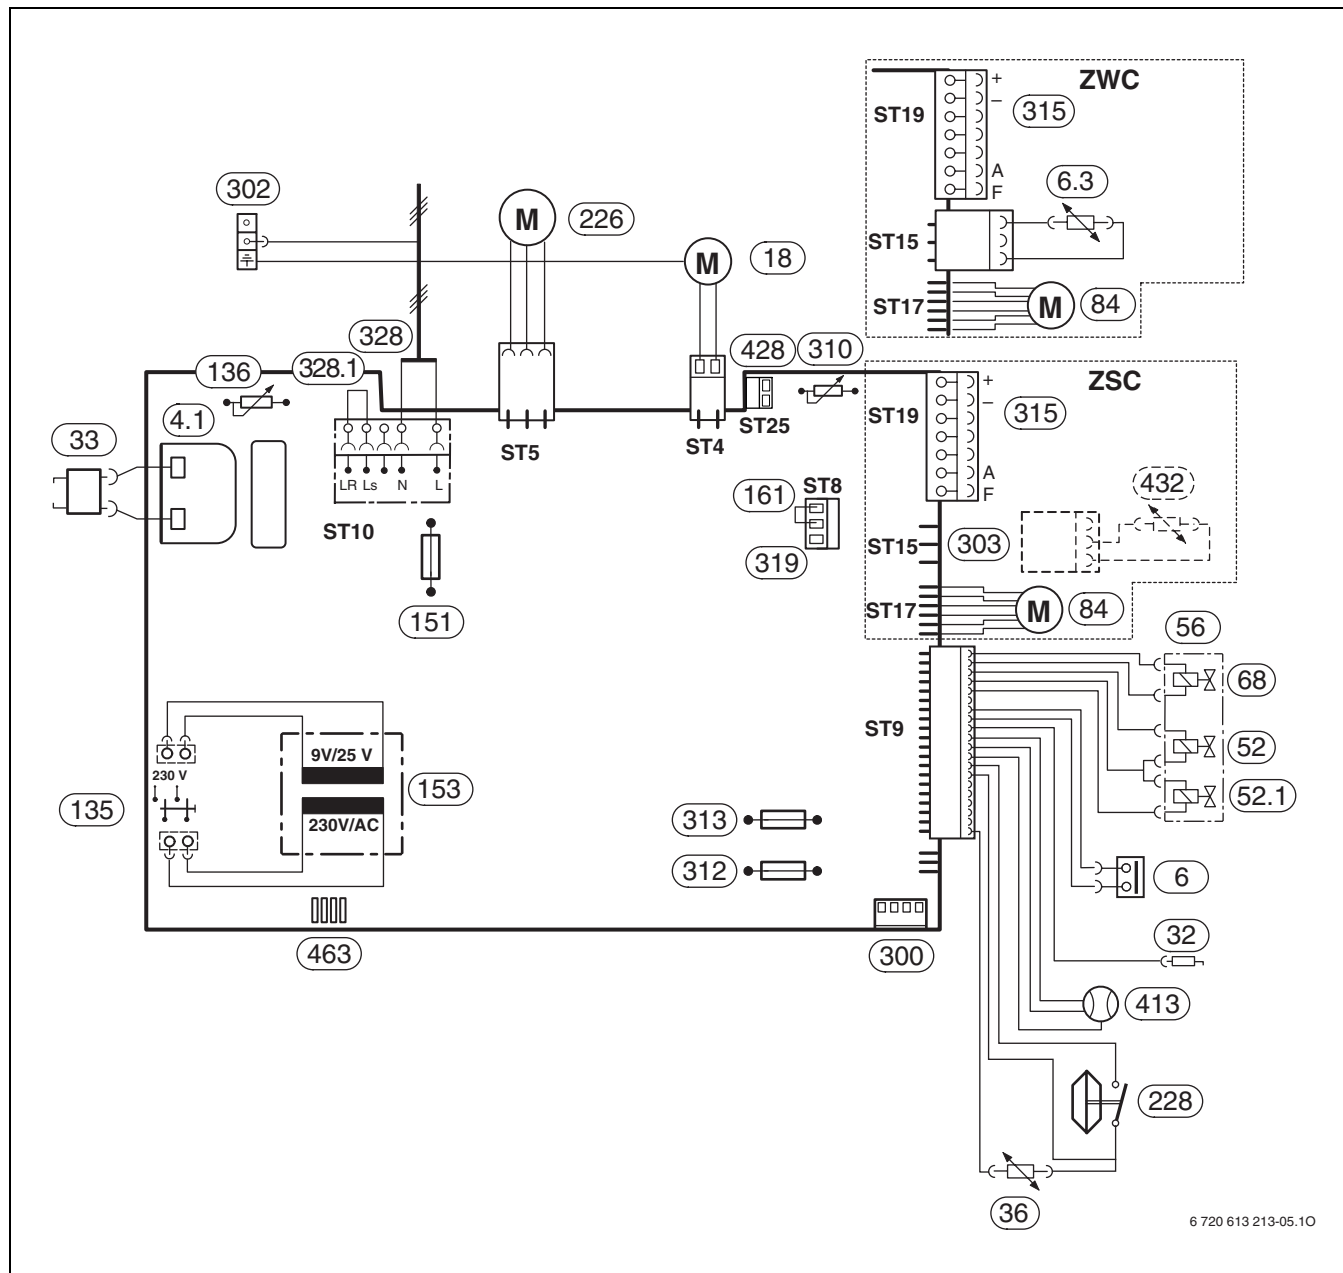 ZWC
ST19
+
–
315
A
F
6.3
ST15
ST17
M
84
302
M
226
M
18
328
136
328.1
428
310
ZSC
4.1
33
ST5
ST4
ST25
ST19
+
–
315
A
F
LR Ls N L
ST10
161
ST8
319
432
ST15
303
151
ST17
M
84
56
68
ST9
52
52.1
9V/25 V
230 V
153
135
230V/AC
313
312
6
463
300
32
413
228
36
6 720 613 213-05.1O